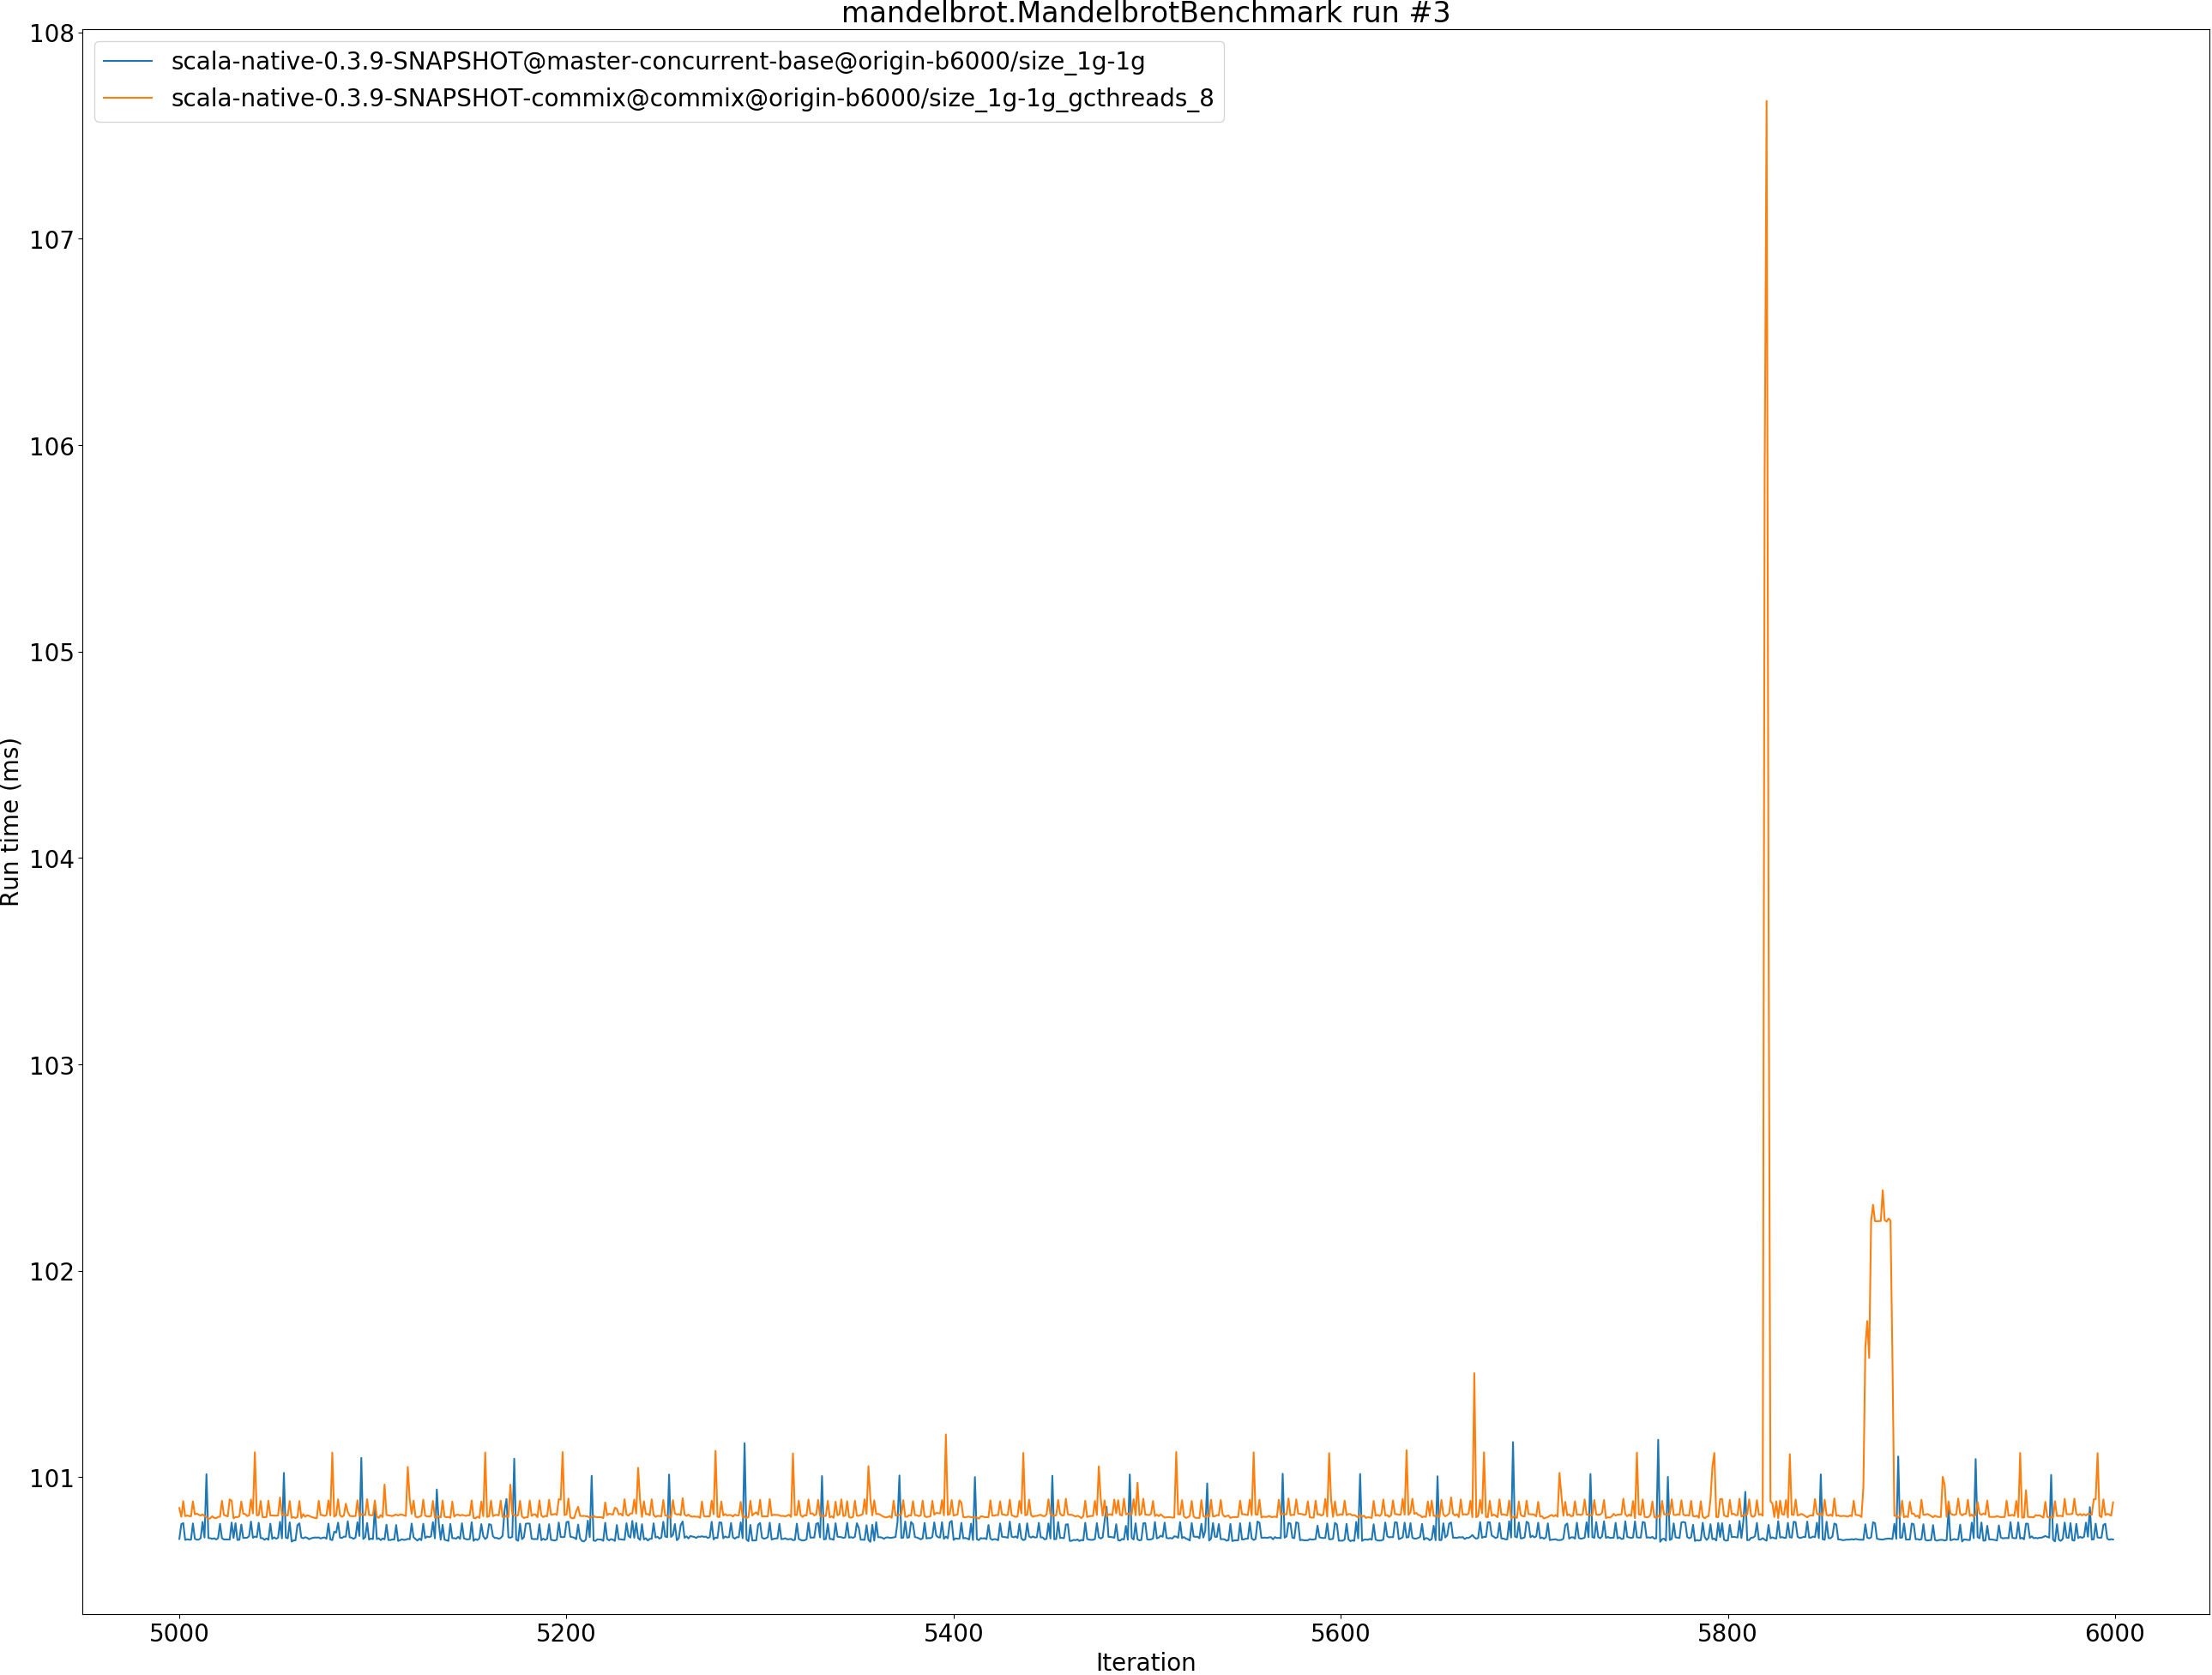 mandelbrot.MandelbrotBenchmark run #3
scala-native-0.3.9-SNAPSHOT@master-concurrent-base@origin-b6000/size_1g-1g
scala-native-0.3.9-SNAPSHOT-commix@commix@origin-b6000/size_1g-1g_gcthreads_8
108
107
106
105
104
103
102
101
Run time (ms)
5000 5200 5400 5600 5800 6000
Iteration